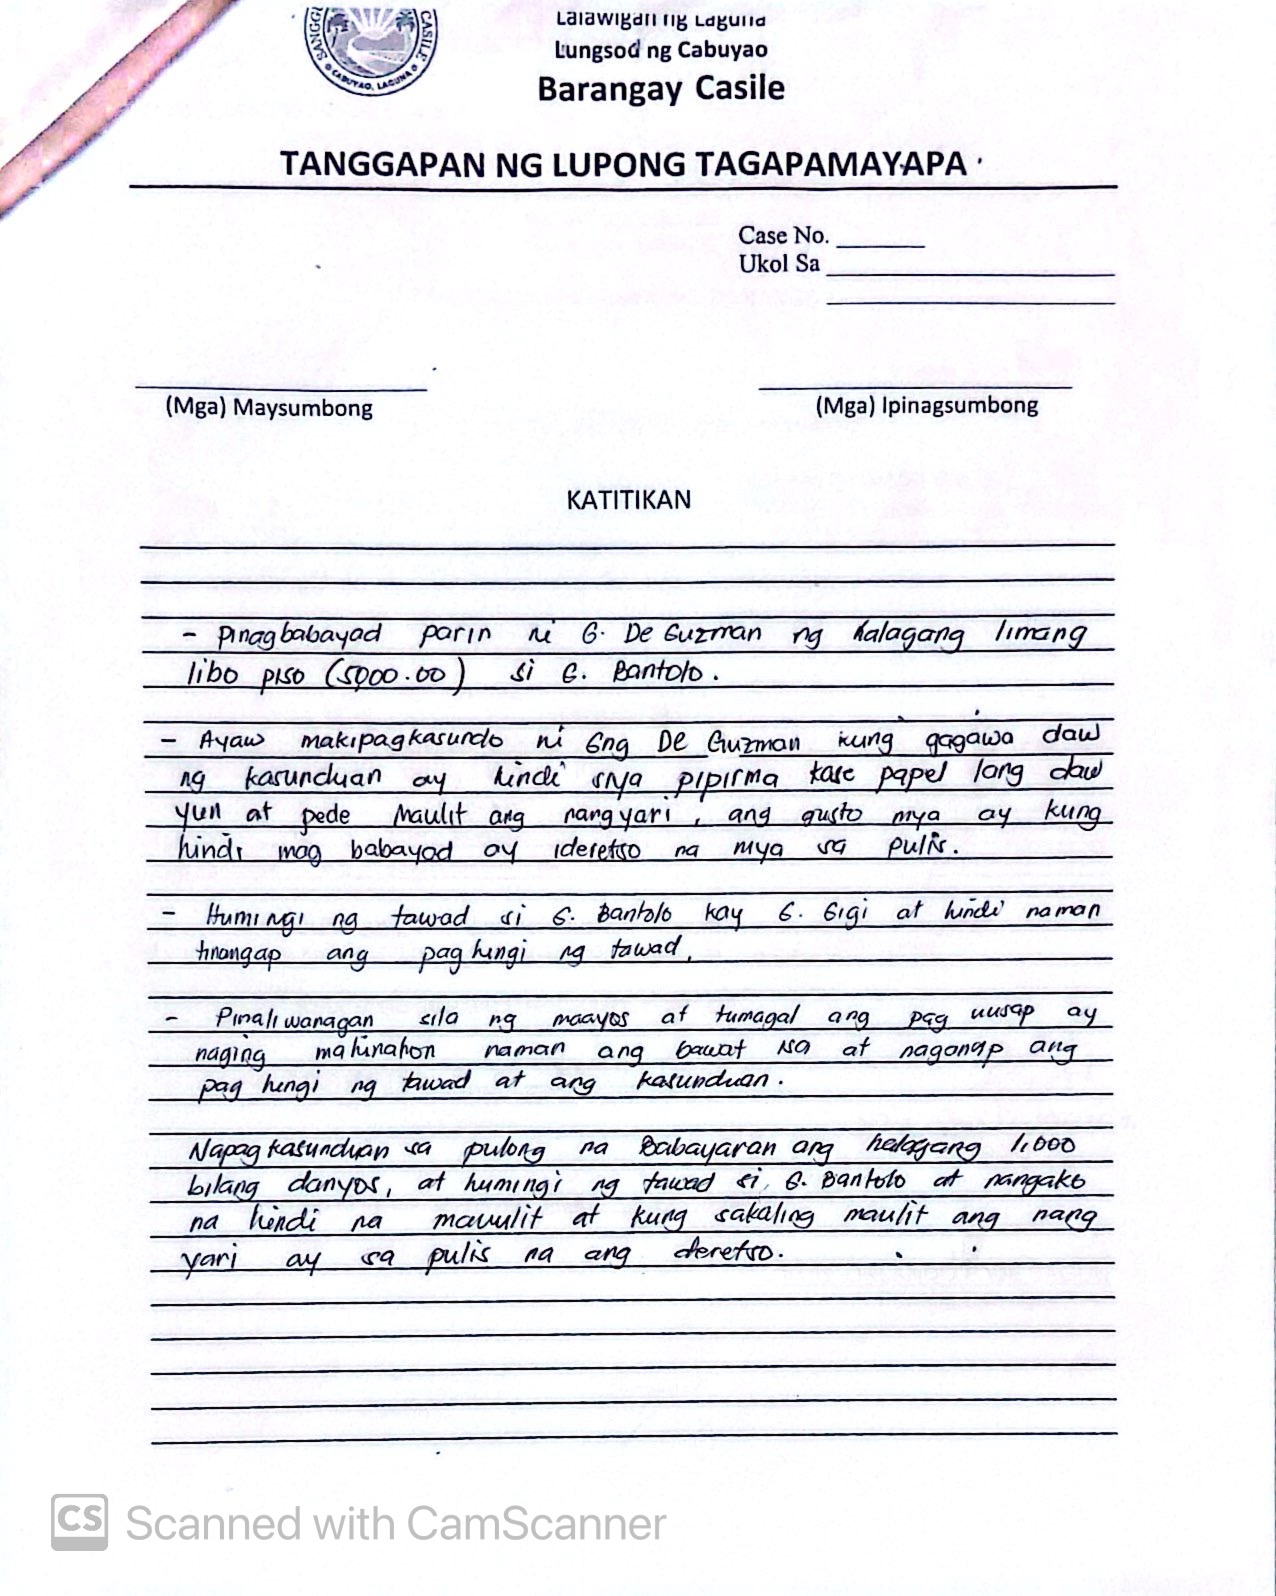 Lalawigan ng Laguna
Lungsod ng Cabuyao
Barangay Casile
CASILE
CABUYAO, LAGUNA
TANGGAPAN NG LUPONG TAGAPAMAYAPA
Case No. ________
Ukol Sa ________
(Mga) Maysumbong
(Mga) Ipinagsumbong
KATITIKAN
- Pinagbabayad parin ni G. De Guzman ng halagang limang
libo piso (5000.00) si G. Bantolo.
- Ayaw makipagkasundo ni Gng De Guzman kung gagawa daw
ng kasunduan ay hindi siya pipirma kase papel lang daw
yun at pede maulit ang nangyari, ang gusto niya ay kung
hindi mag babayad ay ideretso na niya sa pulis.
- Humingi ng tawad si G. Bantolo kay G. Gigi at hindi naman
tinangap ang pag hingi ng tawad,
- Pinaliwanagan sila ng maayos at tumagal ang pag uusap ay
naging mahinahon naman ang bawat isa at naganap ang
pag hingi ng tawad at ang kasunduan.
Napagkasunduan sa pulong na Babayaran ang halagang 1,000
bilang danyos, at humingi ng tawad si, G. Bantolo at nangako
na hindi na mauulit at kung sakaling maulit ang nang
yari ay sa pulis na ang deretso.
CS Scanned with CamScanner